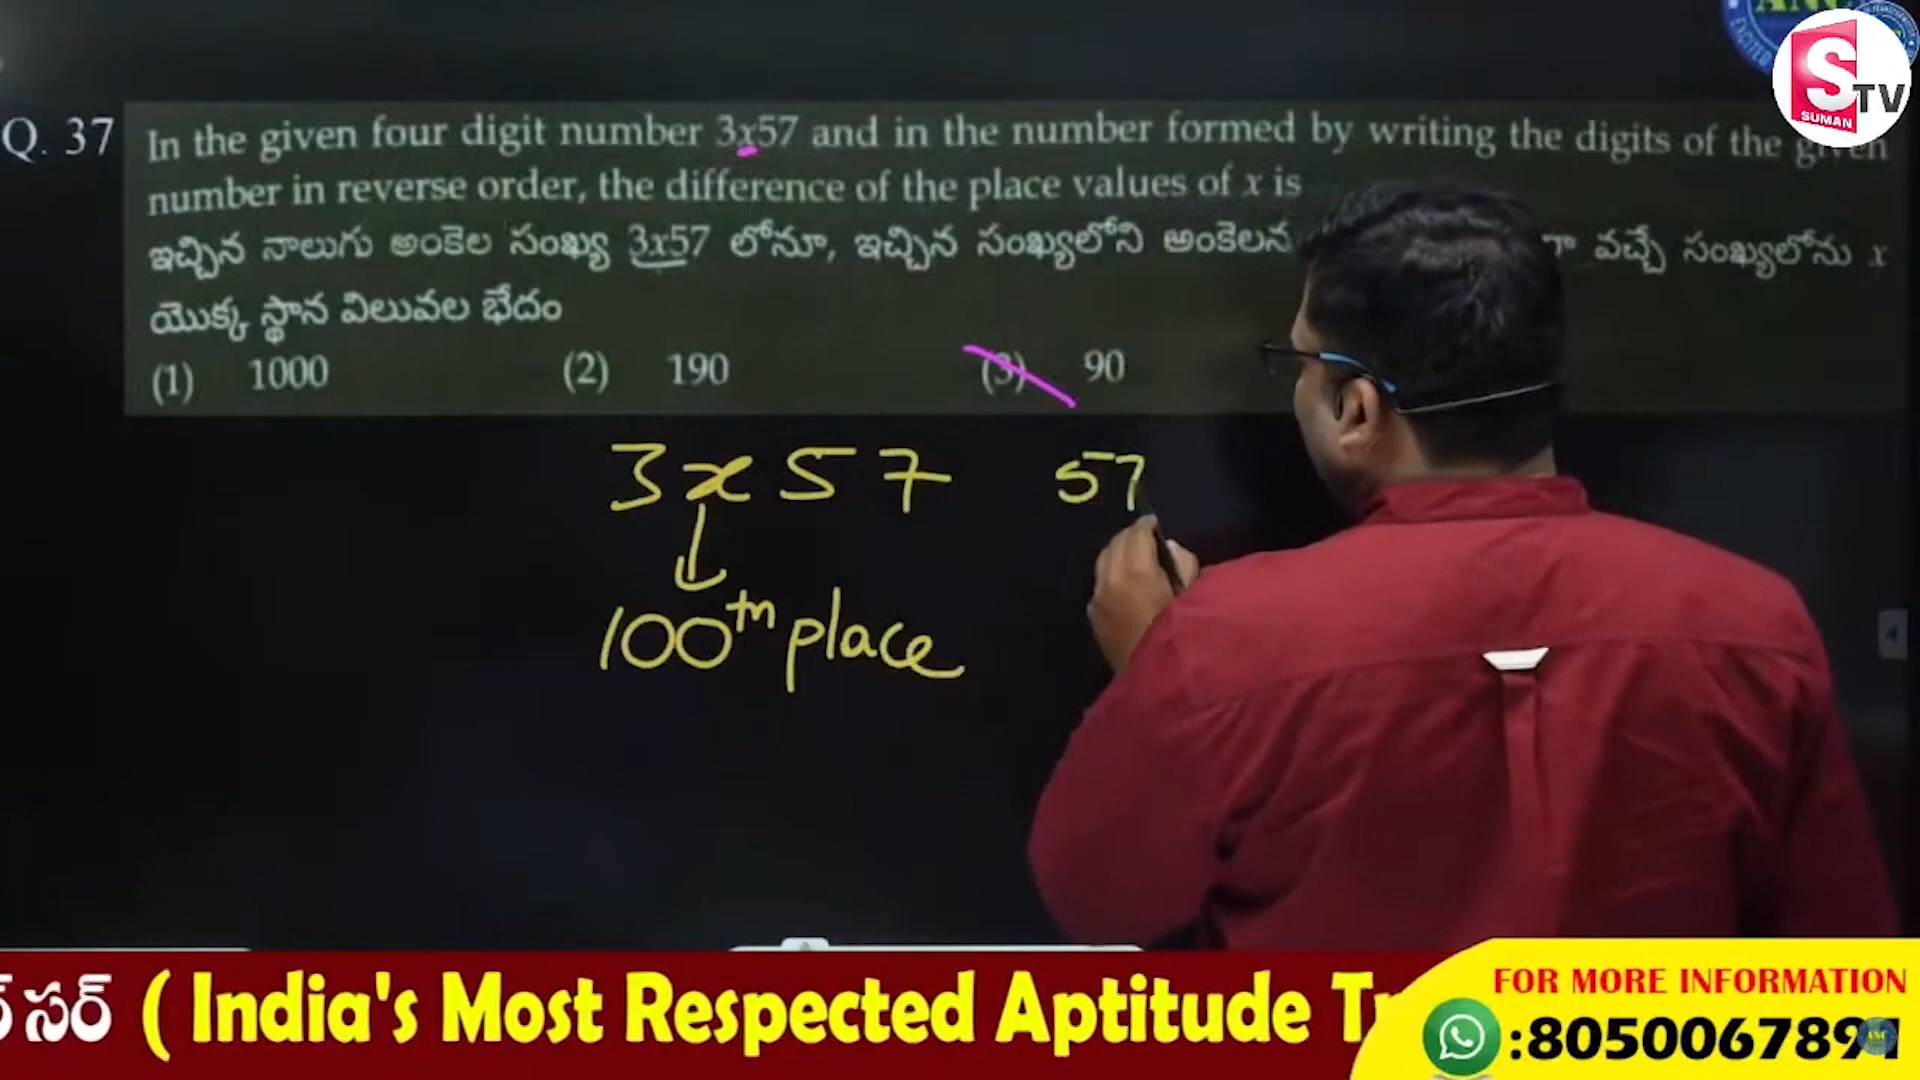 S TV
SUMAN
Q. 37
In the given four digit number 3x57 and in the number formed by writing the digits of the given
number in reverse order, the difference of the place values of x is
ఇచ్చిన నాలుగు అంకెల సంఖ్య 3x57 లోనూ, ఇచ్చిన సంఖ్యలోని అంకెలన గా వచ్చే సంఖ్యలోను x
యొక్క స్థాన విలువల భేదం
(1) 1000 (2) 190 (3) 90
3x57 57
100th place
సర్ ( India's Most Respected Aptitude Tr
FOR MORE INFORMATION
:8050067891